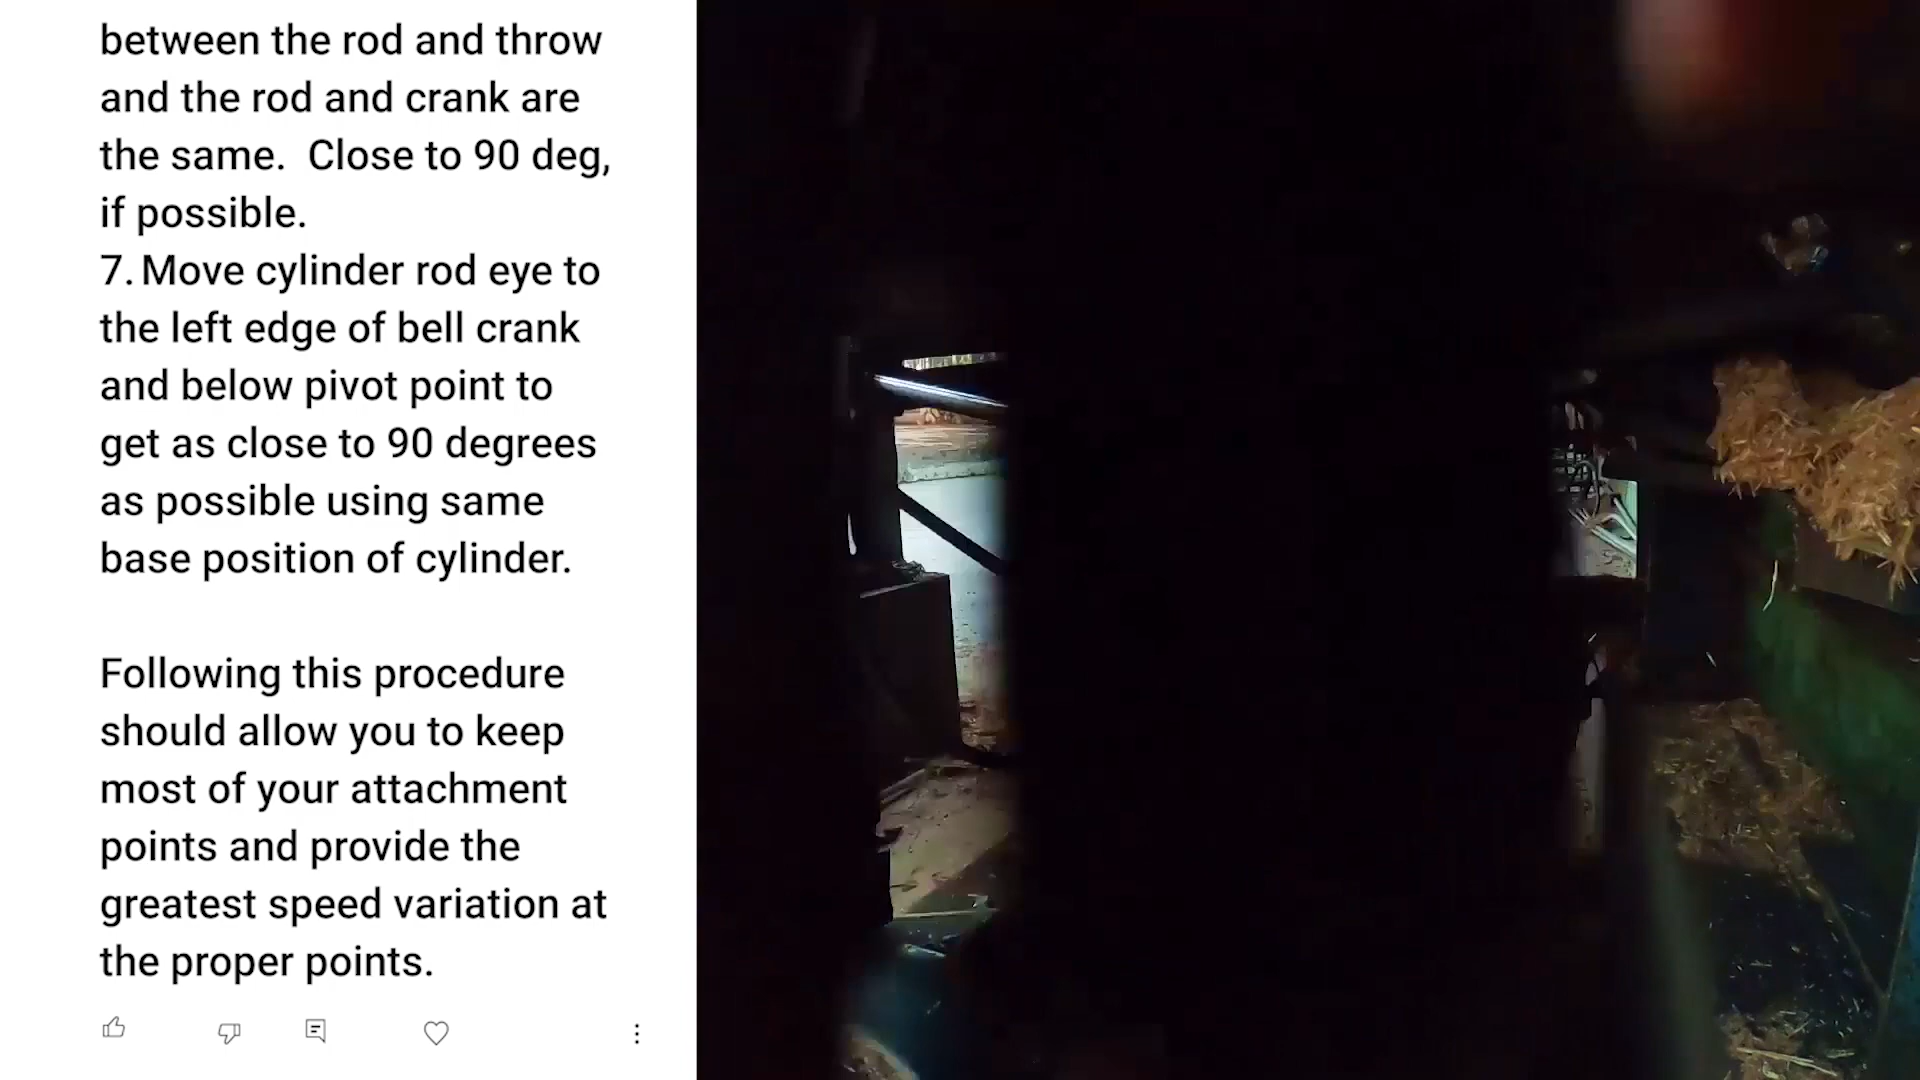 between the rod and throw
and the rod and crank are
the same.  Close to 90 deg,
if possible.
7. Move cylinder rod eye to
the left edge of bell crank
and below pivot point to
get as close to 90 degrees
as possible using same
base position of cylinder.
Following this procedure
should allow you to keep
most of your attachment
points and provide the
greatest speed variation at
the proper points.